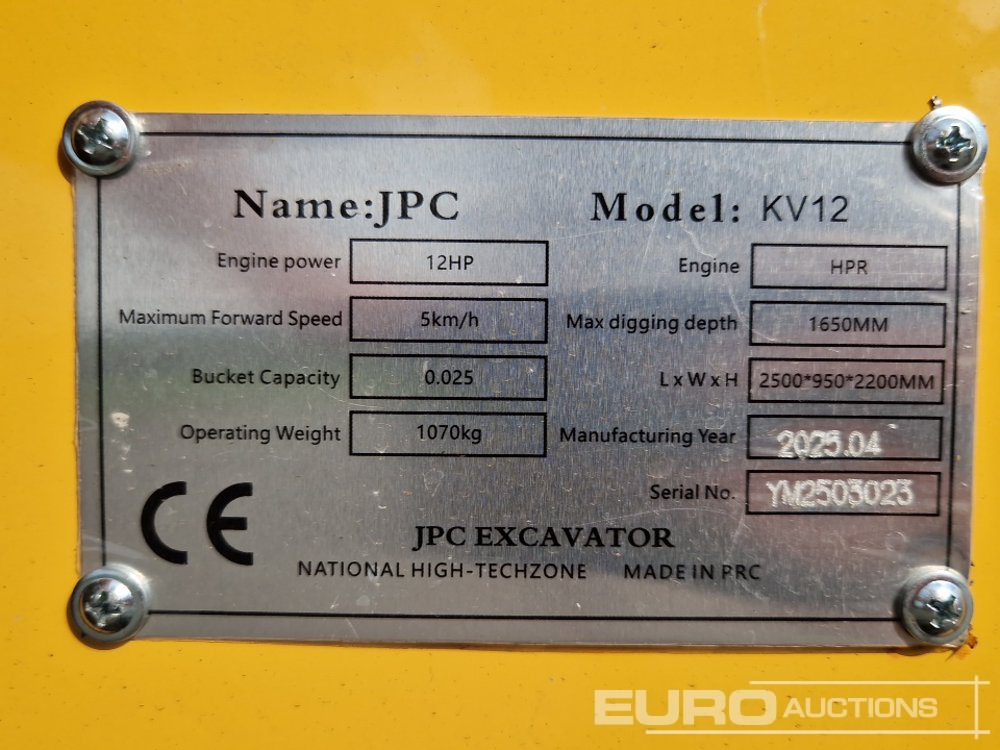 Name:JPC Model: KV12
Engine power 12HP Engine HPR
Maximum Forward Speed 5km/h Max digging depth 1650MM
Bucket Capacity 0.025 L x W x H 2500*950*2200MM
Operating Weight 1070kg Manufacturing Year 2025.04
Serial No. YM2503023
CE
JPC EXCAVATOR
NATIONAL HIGH-TECHZONE MADE IN PRC
EURO AUCTIONS